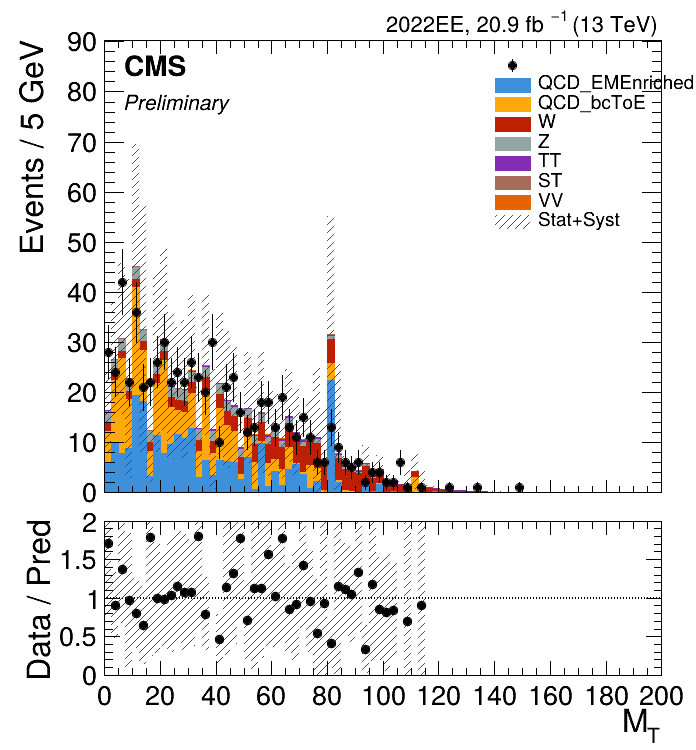 2022EE, 20.9 fb⁻¹ (13 TeV)
CMS
Preliminary
QCD_EMEnriched
QCD_bcToE
W
Z
TT
ST
VV
Stat+Syst
Events / 5 GeV
90
80
70
60
50
40
30
20
10
0
Data / Pred
2
1.5
1
0.5
0
0 20 40 60 80 100 120 140 160 180 200
M_T